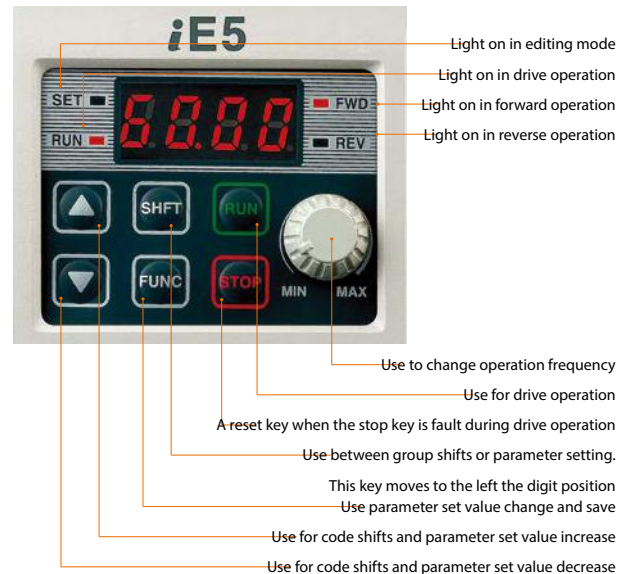 iE5
Light on in editing mode
Light on in drive operation
SET
60.00
FWD
Light on in forward operation
RUN
REV
Light on in reverse operation
SHFT
RUN
FUNC
STOP
MIN
MAX
Use to change operation frequency
Use for drive operation
A reset key when the stop key is fault during drive operation
Use between group shifts or parameter setting.
This key moves to the left the digit position
Use parameter set value change and save
Use for code shifts and parameter set value increase
Use for code shifts and parameter set value decrease